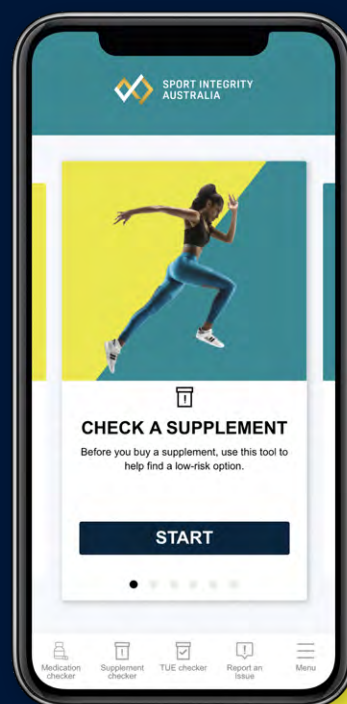 SPORT INTEGRITY
AUSTRALIA
CHECK A SUPPLEMENT
Before you buy a supplement, use this tool to
help find a low-risk option.
START
Medication
checker
Supplement
checker
TUE checker
Report an
Issue
Menu